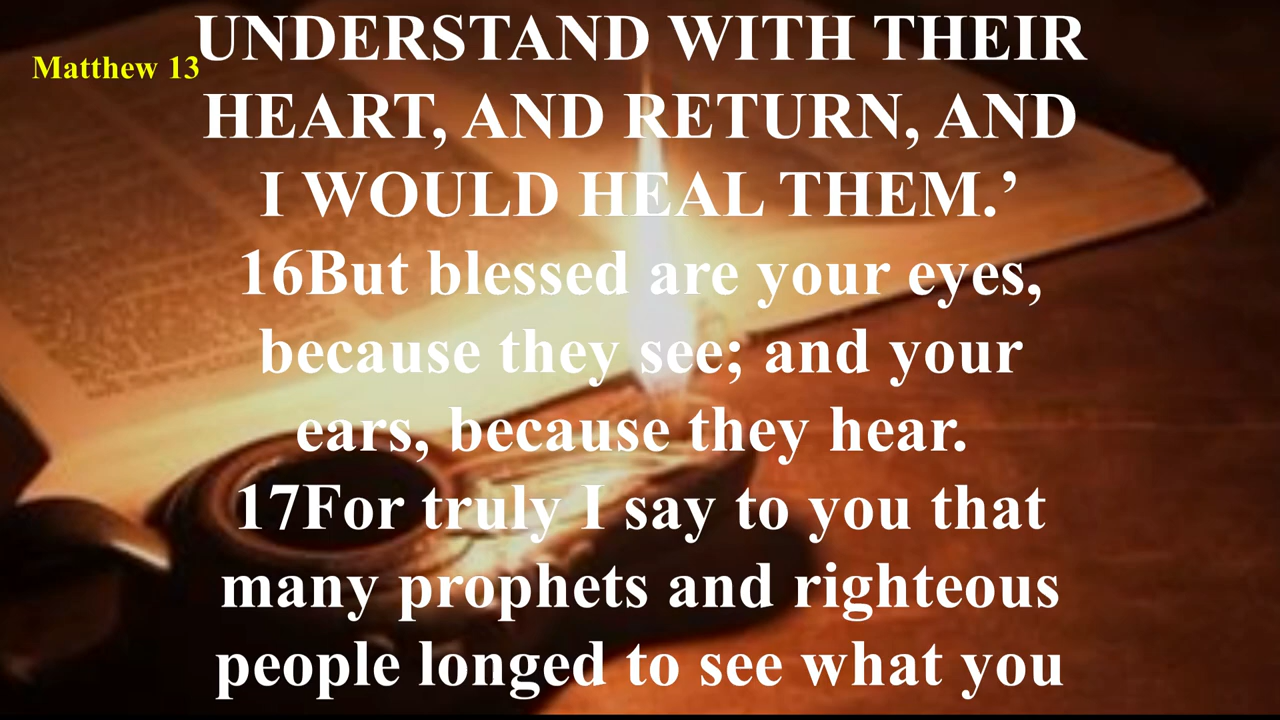 UNDERSTAND WITH THEIR
Matthew 13
HEART, AND RETURN, AND
I WOULD HEAL THEM.’
16But blessed are your eyes,
because they see; and your
ears, because they hear.
17For truly I say to you that
many prophets and righteous
people longed to see what you